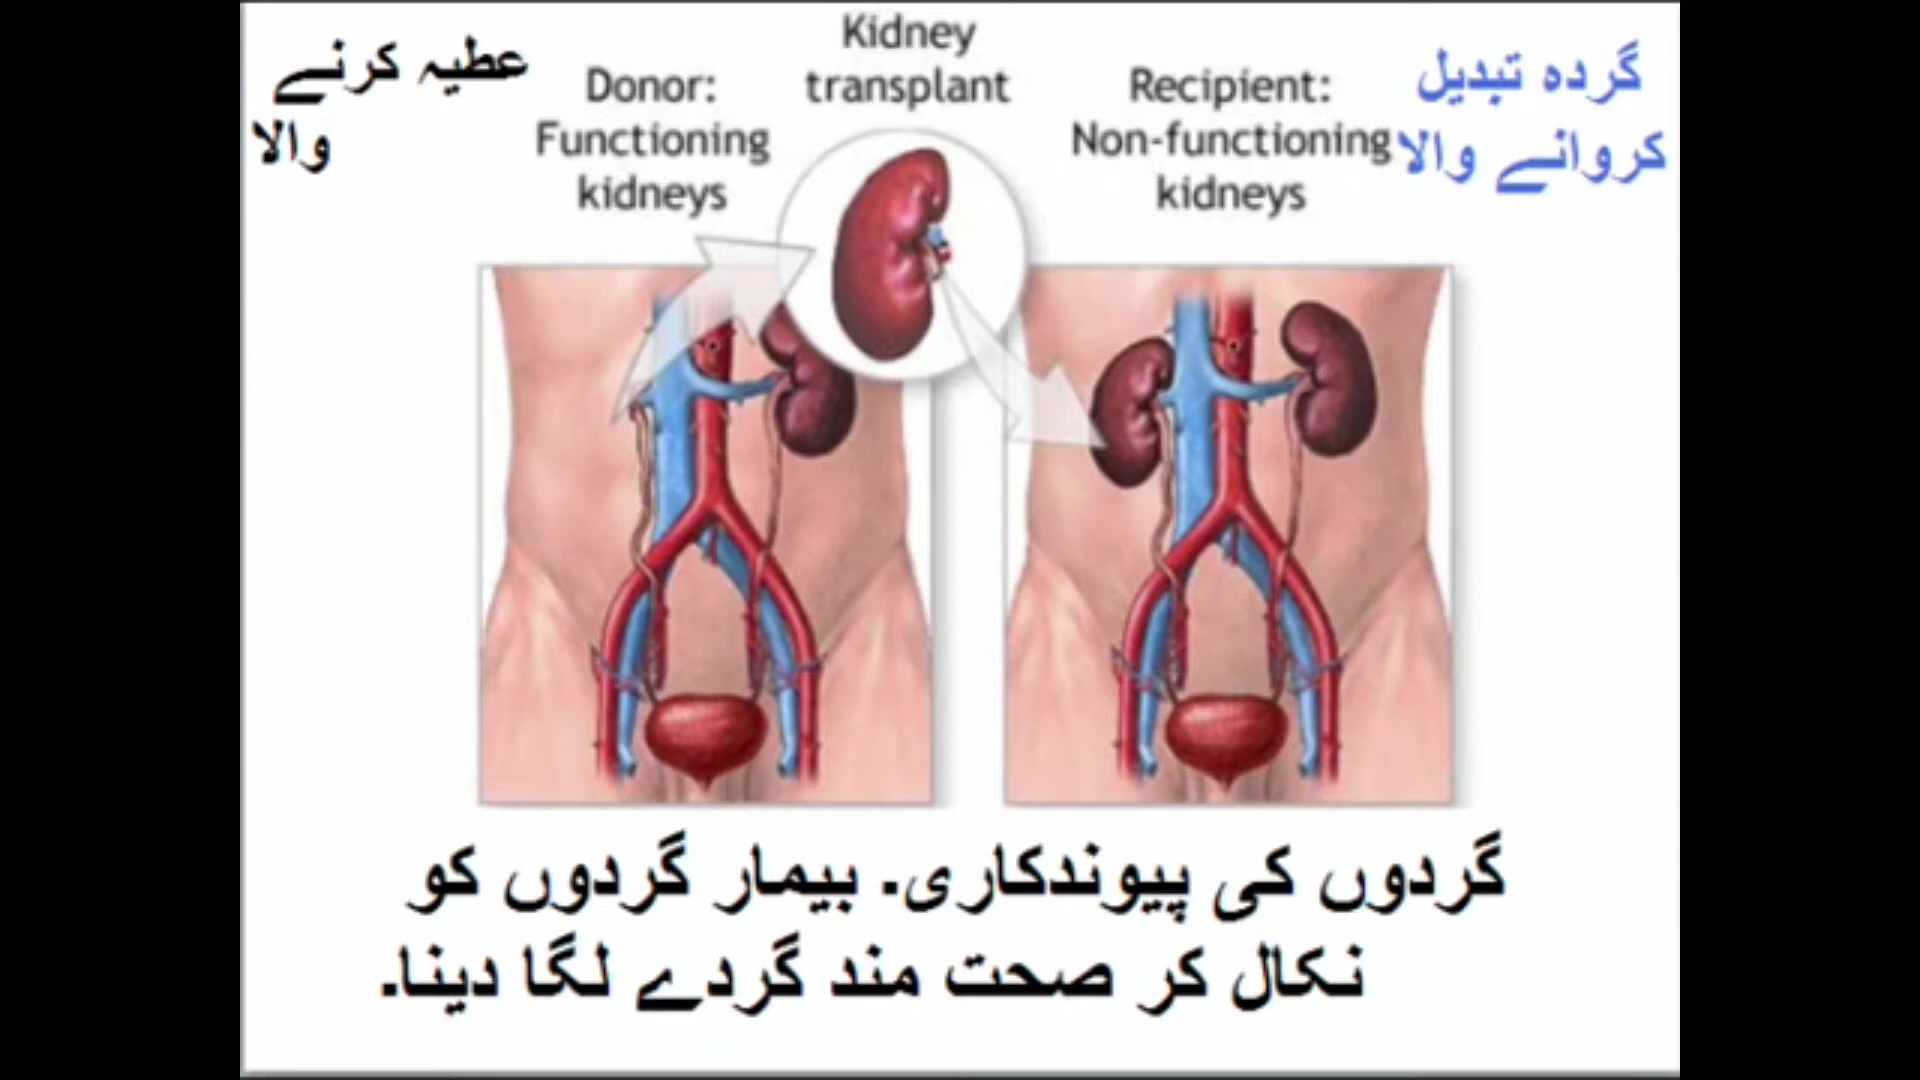 عطیہ کرنے
والا
Donor:
Functioning
kidneys
Kidney
transplant
Recipient:
Non-functioning
kidneys
گردہ تبدیل
کروانے والا
گردوں کی پیوندکاری۔ بیمار گردوں کو
نکال کر صحت مند گردے لگا دینا۔